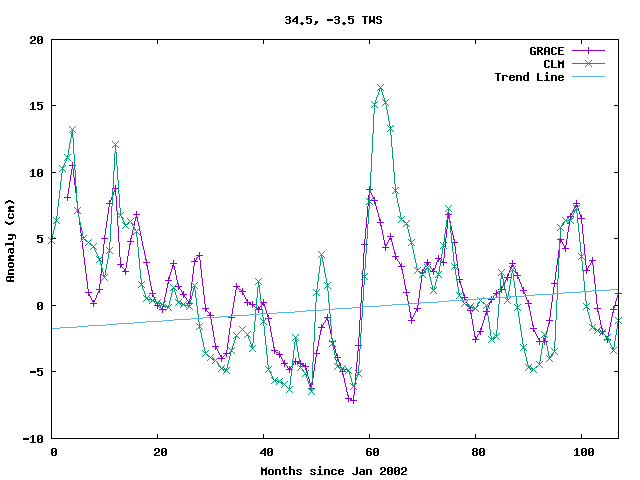 34.5, -3.5 TWS
GRACE
CLM
Trend Line
20
15
10
5
0
-5
-10
Anomaly (cm)
0 20 40 60 80 100
Months since Jan 2002